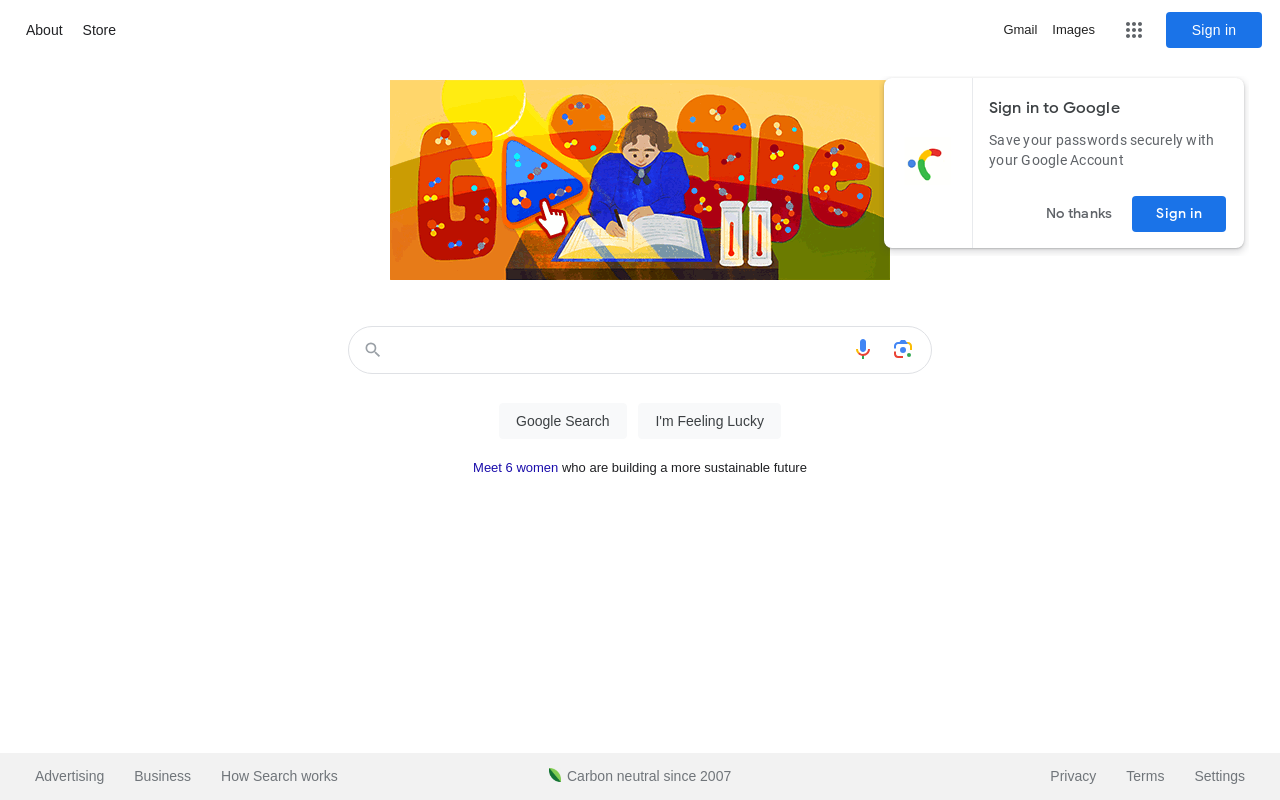 About Store
Gmail Images Sign in
Sign in to Google
Save your passwords securely with
your Google Account
No thanks Sign in
Google Search I'm Feeling Lucky
Meet 6 women who are building a more sustainable future
Advertising Business How Search works Carbon neutral since 2007 Privacy Terms Settings